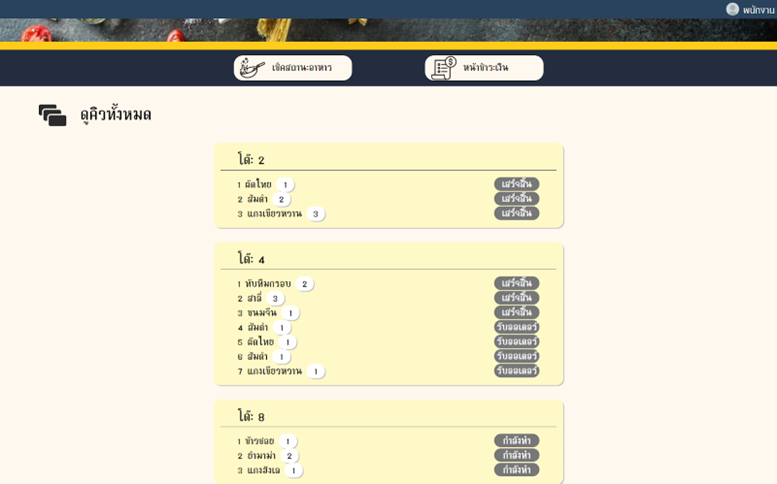 พนักงาน
เช็คสถานะอาหาร หน้าชำระเงิน
ดูคิวทั้งหมด
โต๊ะ 2
1 ผัดไทย 1 เสร์จสิ้น
2 ส้มตำ 2 เสร์จสิ้น
3 แกงเขียวหวาน 3 เสร์จสิ้น
โต๊ะ 4
1 ทับทิมกรอบ 2 เสร์จสิ้น
2 สาลี่ 3 เสร์จสิ้น
3 ขนมจีน 1 เสร์จสิ้น
4 ส้มตำ 1 รับออเดอร์
5 ผัดไทย 1 รับออเดอร์
6 ส้มตำ 1 รับออเดอร์
7 แกงเขียวหวาน 1 รับออเดอร์
โต๊ะ 8
1 ข้าวซอย 1 กำลังทำ
2 ยำมาม่า 2 กำลังทำ
3 แกงฮังเล 1 กำลังทำ